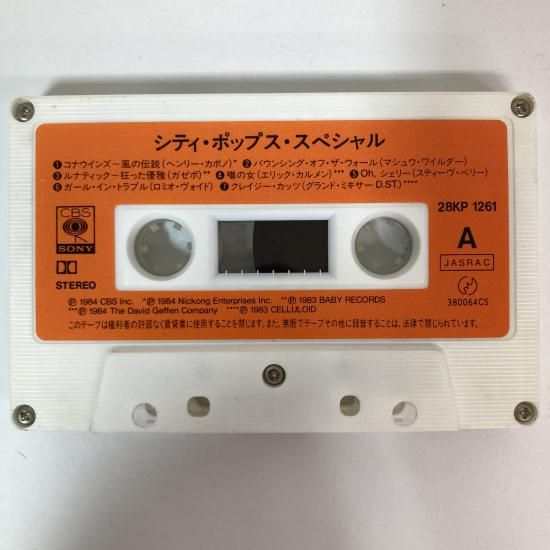 シティ・ポップス・スペシャル
❶コナウインズ～風の伝説(ヘンリー・カポノ)* ❷バウンシング・オフ・ザ・ウォール(マシュウ・ワイルダー)
❸ルナティック－狂った優雅(ガゼボ)** ❹噂の女(エリック・カルメン)*** ❺Oh, シェリー(スティーヴ・ペリー)
❻ガール・イン・トラブル(ロミオ・ヴォイド) ❼クレイジー・カッツ(グランド・ミキサー D.ST.)****
CBS
SONY
STEREO
28KP 1261
A
JASRAC
380064CS
Ⓟ1984 CBS Inc. *Ⓟ1984 Nickong Enterprises Inc. **Ⓟ1983 BABY RECORDS
***Ⓟ1984 The David Geffen Company ****Ⓟ1983 CELLULOID
このテープは権利者の許諾なく賃貸業に使用することを禁じます。また、無断でテープその他に録音することは、法律で禁じられています。